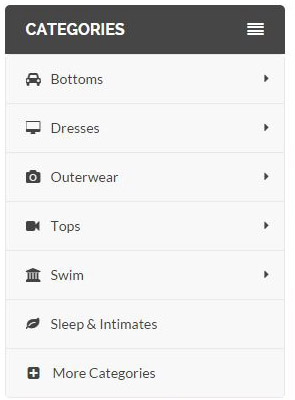 CATEGORIES
Bottoms
Dresses
Outerwear
Tops
Swim
Sleep & Intimates
More Categories